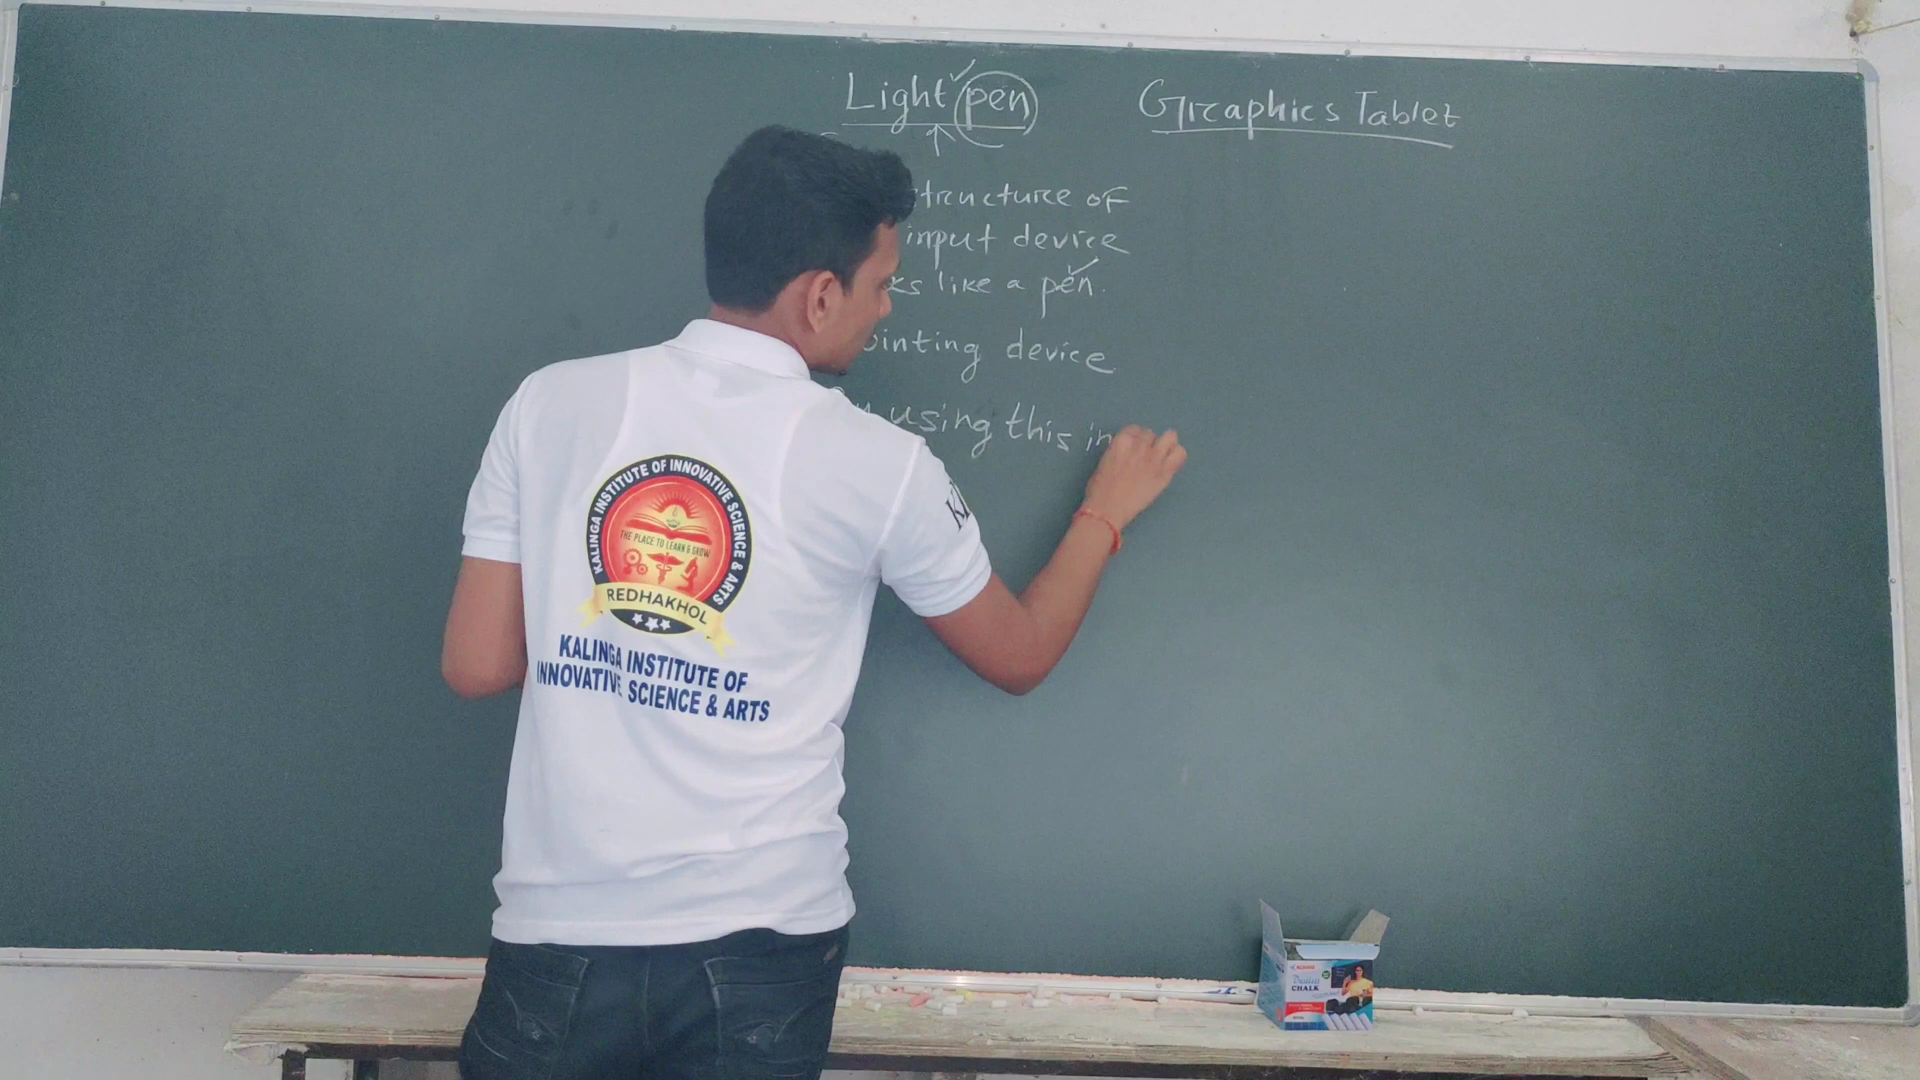 Light pen
Graphics Tablet
structure of
input device
like a pen.
pointing device
using this
KALINGA INSTITUTE OF INNOVATIVE SCIENCE & ARTS
THE PLACE TO LEARN & GROW
REDHAKHOL
KALINGA INSTITUTE OF
INNOVATIVE SCIENCE & ARTS
CHALK